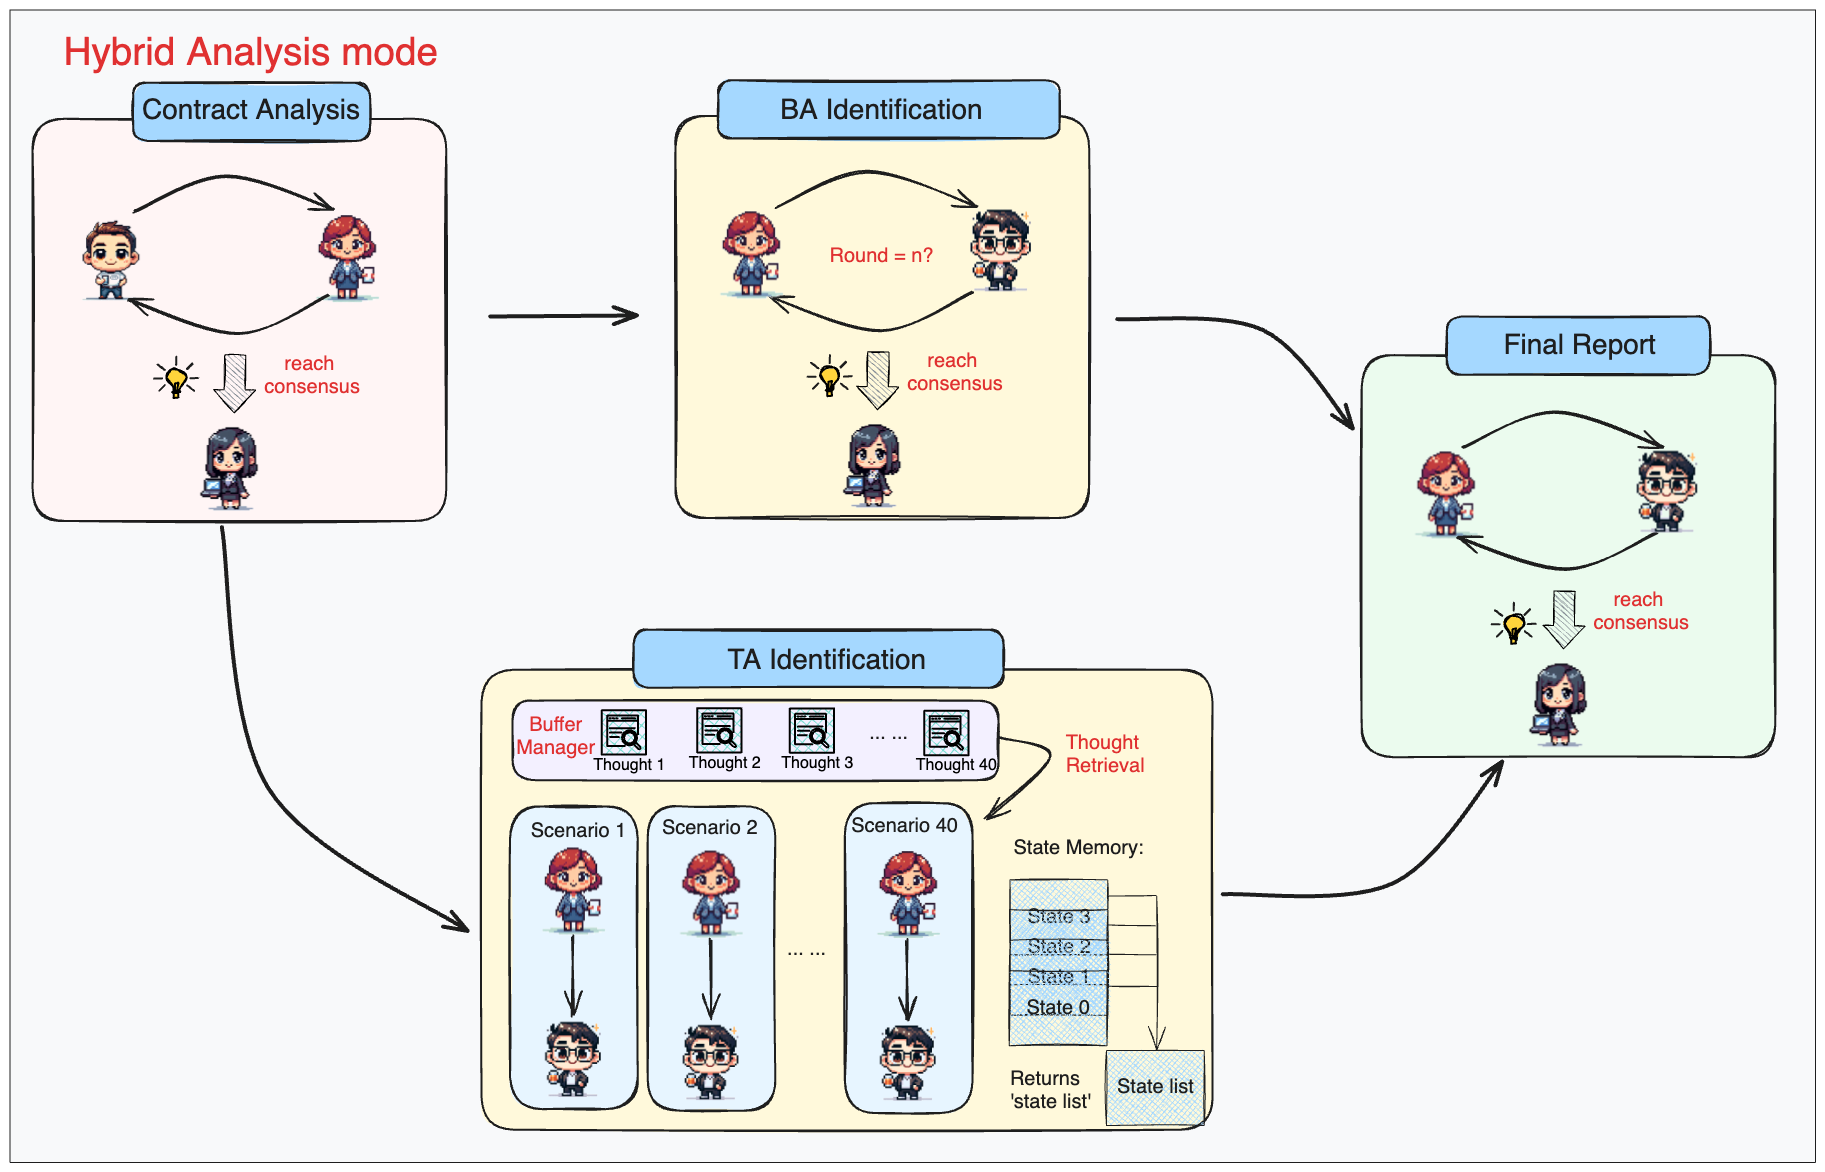 Hybrid Analysis mode
Contract Analysis
reach
consensus
BA Identification
Round = n?
reach
consensus
Final Report
reach
consensus
TA Identification
Buffer
Manager
Thought 1
Thought 2
Thought 3
... ...
Thought 40
Thought
Retrieval
Scenario 1
Scenario 2
... ...
Scenario 40
State Memory:
State 3
State 2
State 1
State 0
Returns
'state list'
State list